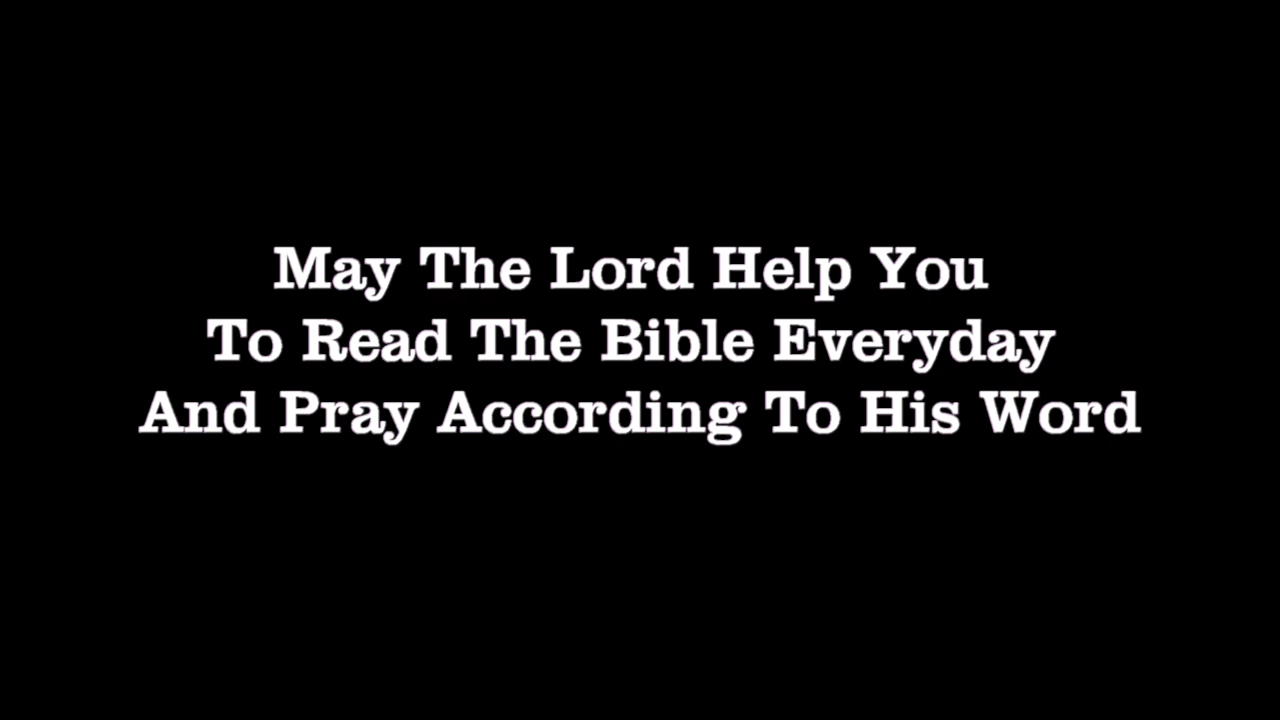 May The Lord Help You
To Read The Bible Everyday
And Pray According To His Word